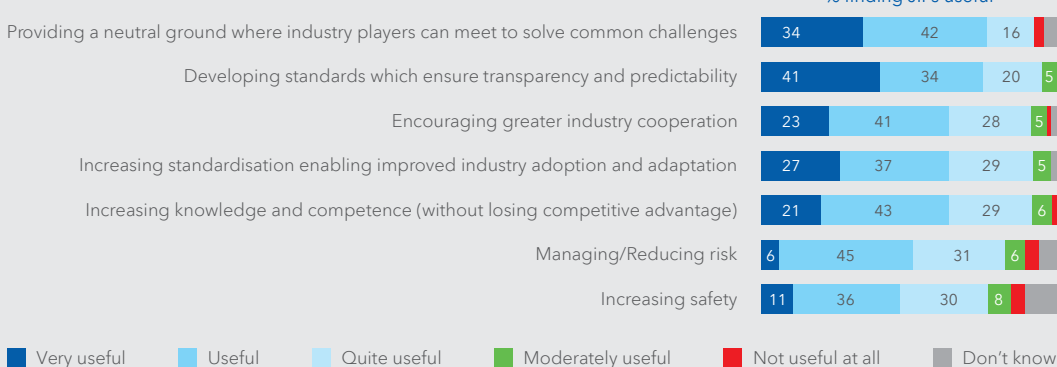 Providing a neutral ground where industry players can meet to solve common challenges 34 42 16
Developing standards which ensure transparency and predictability 41 34 20 5
Encouraging greater industry cooperation 23 41 28 5
Increasing standardisation enabling improved industry adoption and adaptation 27 37 29 5
Increasing knowledge and competence (without losing competitive advantage) 21 43 29 6
Managing/Reducing risk 6 45 31 6
Increasing safety 11 36 30 8
Very useful Useful Quite useful Moderately useful Not useful at all Don't know